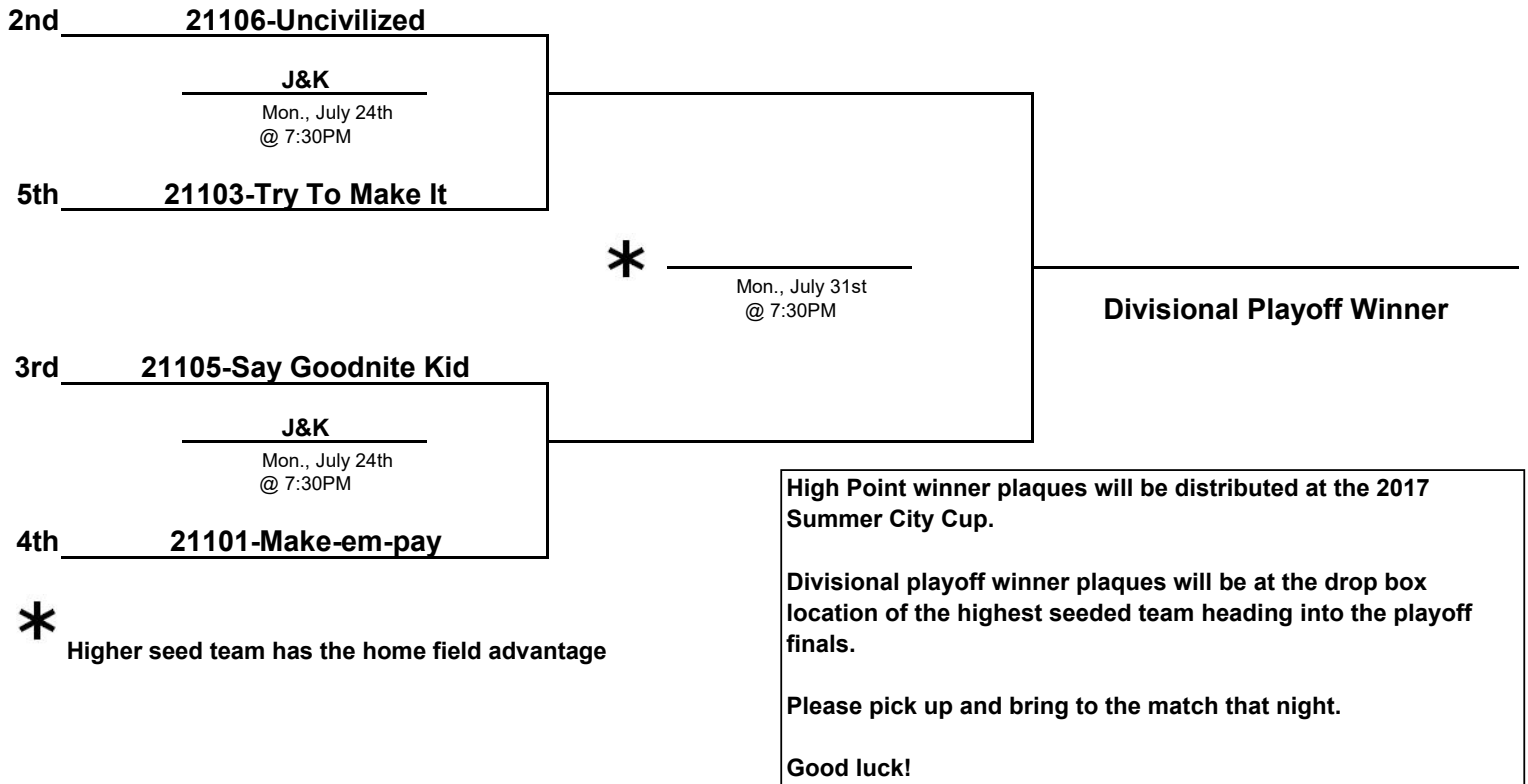 2nd 21106-Uncivilized
J&K
Mon., July 24th
@ 7:30PM
5th 21103-Try To Make It
*
Mon., July 31st
@ 7:30PM
Divisional Playoff Winner
3rd 21105-Say Goodnite Kid
J&K
Mon., July 24th
@ 7:30PM
4th 21101-Make-em-pay
*
Higher seed team has the home field advantage
High Point winner plaques will be distributed at the 2017
Summer City Cup.
Divisional playoff winner plaques will be at the drop box
location of the highest seeded team heading into the playoff
finals.
Please pick up and bring to the match that night.
Good luck!